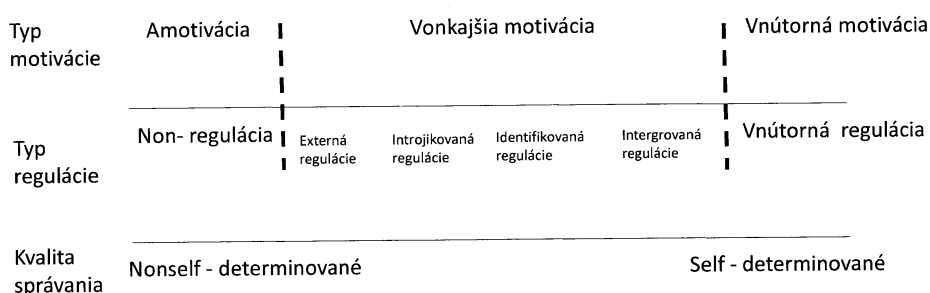 Typ
motivácie
Amotivácia
Vonkajšia motivácia
Vnútorná motivácia
Typ
regulácie
Non- regulácia
Externá
regulácie
Introjikovaná
regulácie
Identifikovaná
regulácie
Intergrovaná
regulácie
Vnútorná regulácia
Kvalita
správania
Nonself - determinované
Self - determinované